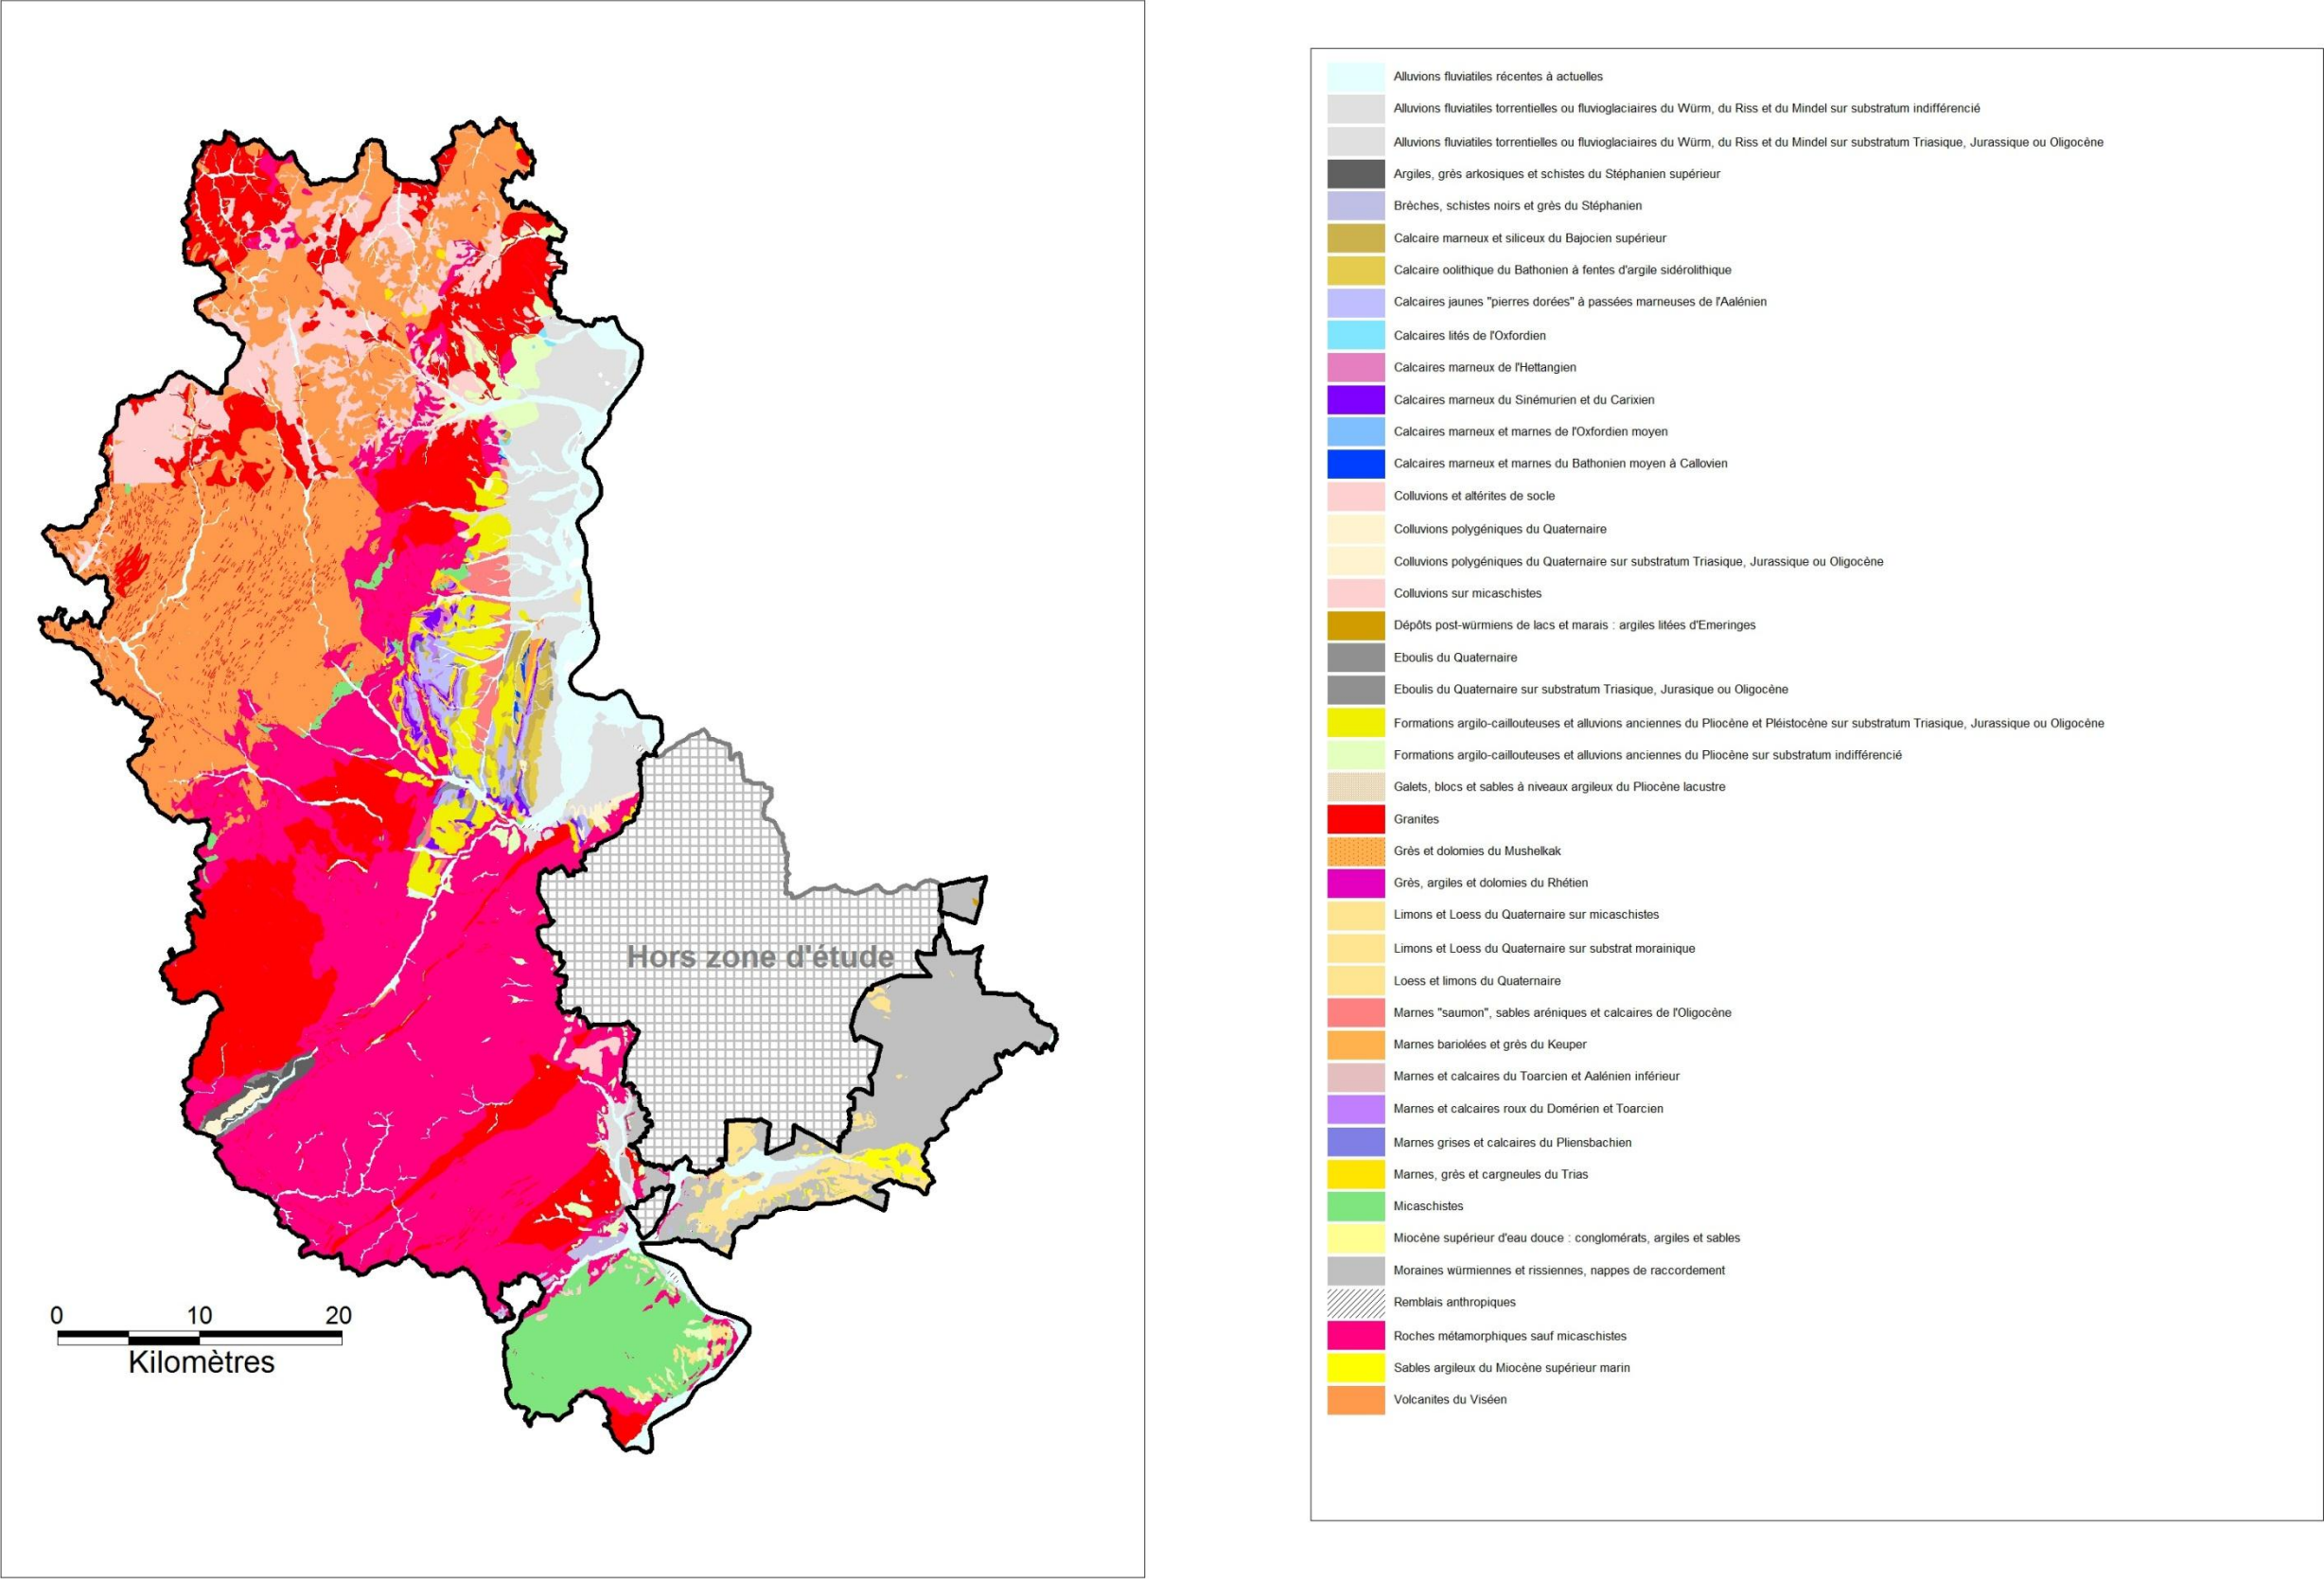 Hors zone d'étude
0 10 20
Kilomètres
Alluvions fluviatiles récentes à actuelles
Alluvions fluviatiles torrentielles ou fluvioglaciaires du Würm, du Riss et du Mindel sur substratum indifférencié
Alluvions fluviatiles torrentielles ou fluvioglaciaires du Würm, du Riss et du Mindel sur substratum Triasique, Jurassique ou Oligocène
Argiles, grès arkosiques et schistes du Stéphanien supérieur
Brèches, schistes noirs et grès du Stéphanien
Calcaire marneux et siliceux du Bajocien supérieur
Calcaire oolithique du Bathonien à fentes d'argile sidérolithique
Calcaires jaunes "pierres dorées" à passées marneuses de l'Aalénien
Calcaires lités de l'Oxfordien
Calcaires marneux de l'Hettangien
Calcaires marneux du Sinémurien et du Carixien
Calcaires marneux et marnes de l'Oxfordien moyen
Calcaires marneux et marnes du Bathonien moyen à Callovien
Colluvions et altérites de socle
Colluvions polygéniques du Quaternaire
Colluvions polygéniques du Quaternaire sur substratum Triasique, Jurassique ou Oligocène
Colluvions sur micaschistes
Dépôts post-würmiens de lacs et marais : argiles litées d'Emeringes
Eboulis du Quaternaire
Eboulis du Quaternaire sur substratum Triasique, Jurasique ou Oligocène
Formations argilo-caillouteuses et alluvions anciennes du Pliocène et Pléistocène sur substratum Triasique, Jurassique ou Oligocène
Formations argilo-caillouteuses et alluvions anciennes du Pliocène sur substratum indifférencié
Galets, blocs et sables à niveaux argileux du Pliocène lacustre
Granites
Grès et dolomies du Mushelkak
Grès, argiles et dolomies du Rhétien
Limons et Loess du Quaternaire sur micaschistes
Limons et Loess du Quaternaire sur substrat morainique
Loess et limons du Quaternaire
Marnes "saumon", sables aréniques et calcaires de l'Oligocène
Marnes bariolées et grès du Keuper
Marnes et calcaires du Toarcien et Aalénien inférieur
Marnes et calcaires roux du Domérien et Toarcien
Marnes grises et calcaires du Pliensbachien
Marnes, grès et cargneules du Trias
Micaschistes
Miocène supérieur d'eau douce : conglomérats, argiles et sables
Moraines würmiennes et rissiennes, nappes de raccordement
Remblais anthropiques
Roches métamorphiques sauf micaschistes
Sables argileux du Miocène supérieur marin
Volcanites du Viséen